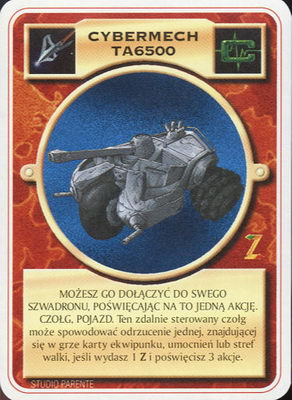 CYBERMECH
TA6500
Z
MOŻESZ GO DOŁĄCZYĆ DO SWEGO
SZWADRONU, POŚWIĘCAJĄC NA TO JEDNĄ AKCJĘ.
CZOŁG, POJAZD. Ten zdalnie sterowany czołg
może spowodować odrzucenie jednej, znajdującej
się w grze karty ekwipunku, umocnień lub stref
walki, jeśli wydasz 1 Z i poświęcisz 3 akcje.
STUDIO PARENTE